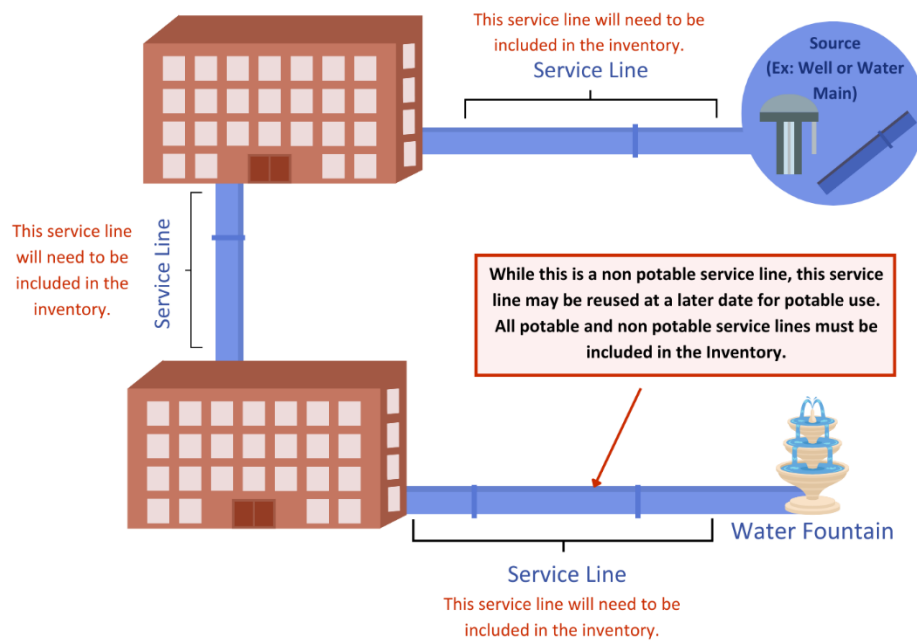 This service line will need to be
included in the inventory.
Service Line
Source
(Ex: Well or Water
Main)
This service line
will need to be
included in the
inventory.
Service Line
While this is a non potable service line, this service
line may be reused at a later date for potable use.
All potable and non potable service lines must be
included in the Inventory.
Water Fountain
Service Line
This service line will need to be
included in the inventory.